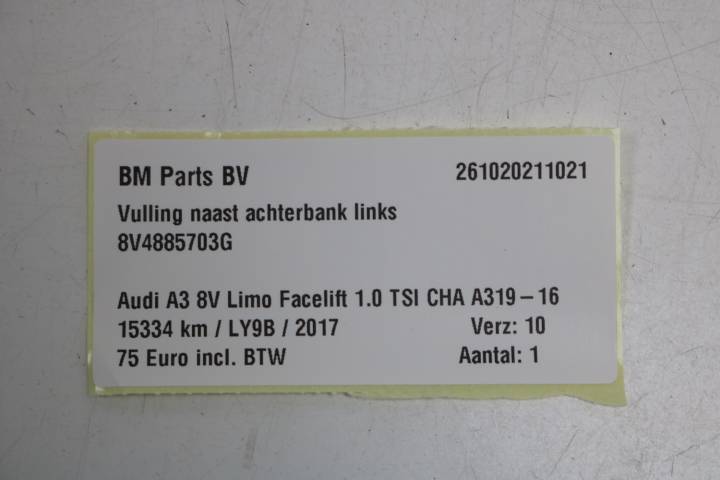 BM Parts BV 261020211021
Vulling naast achterbank links
8V4885703G
Audi A3 8V Limo Facelift 1.0 TSI CHA A319 – 16
15334 km / LY9B / 2017 Verz: 10
75 Euro incl. BTW Aantal: 1